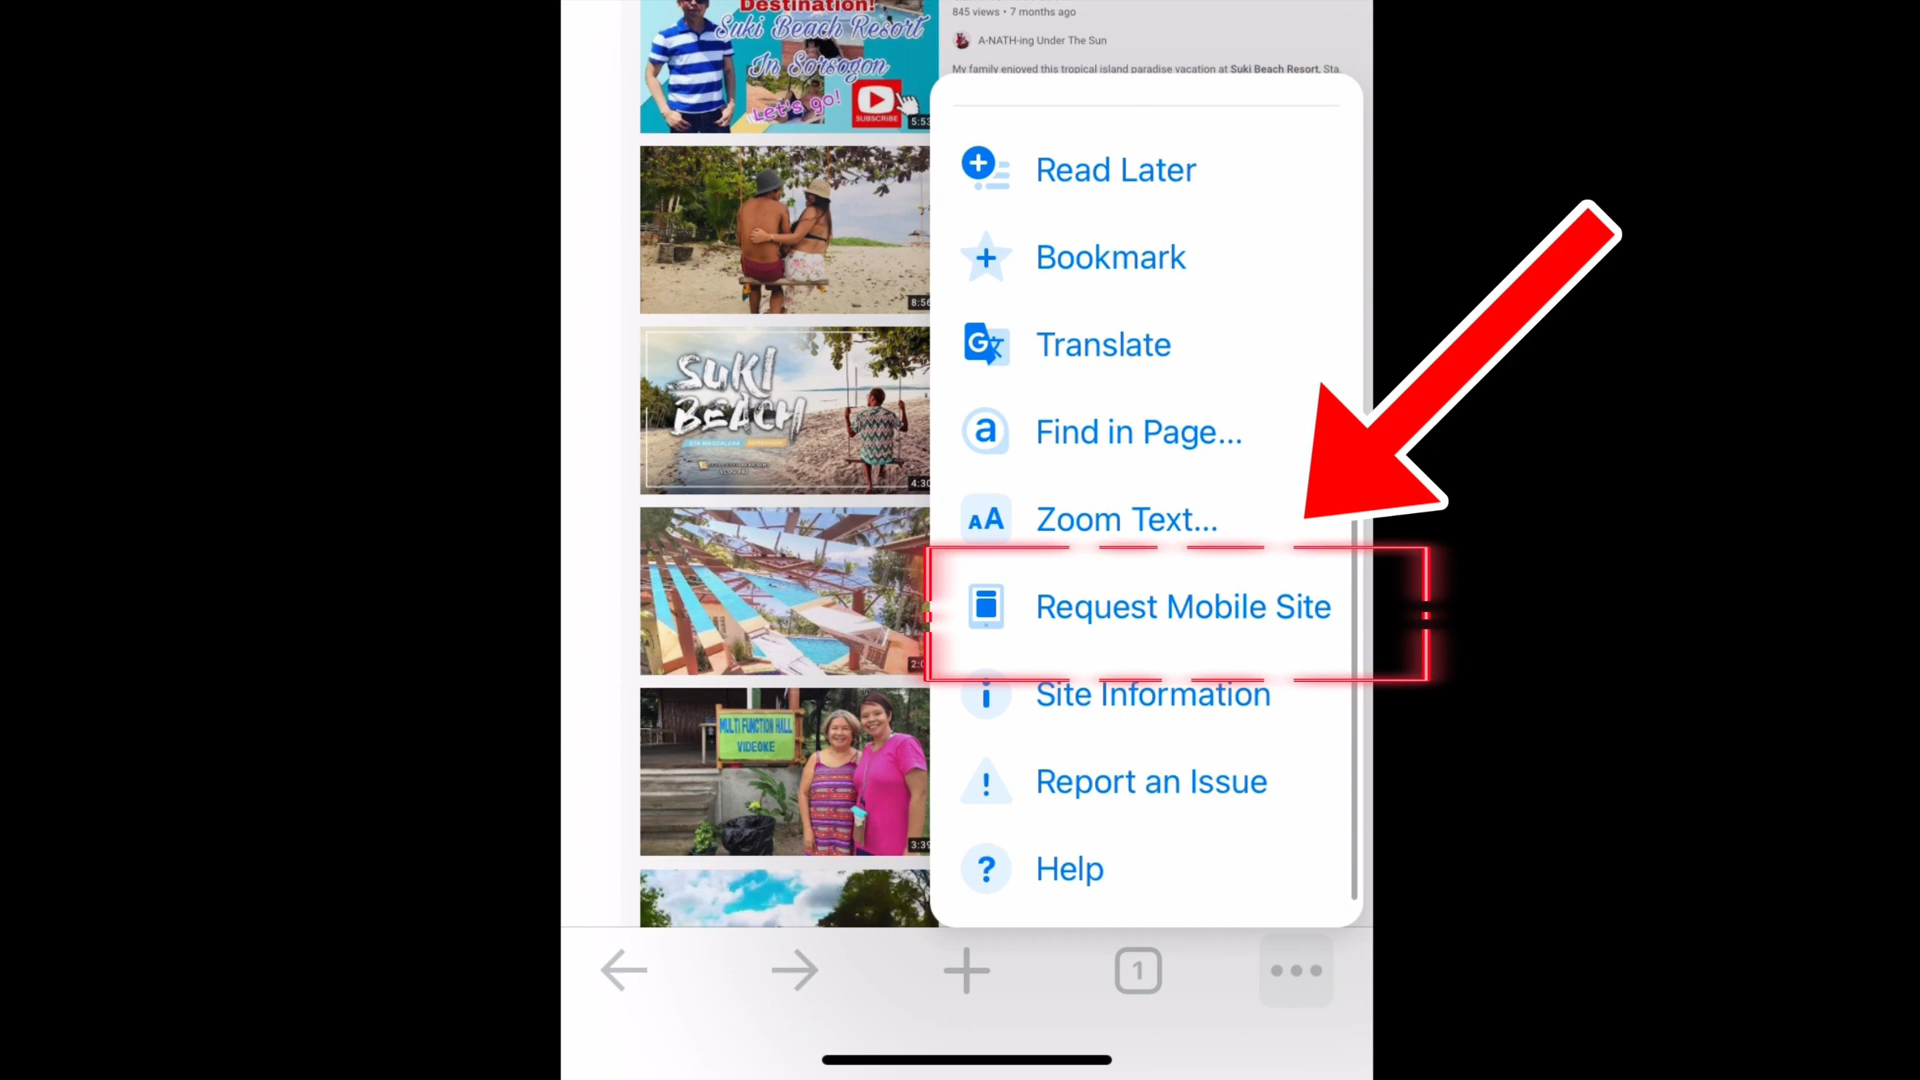 Destination!
Suki Beach Resort
In Sorsogon
Let's go!
SUBSCRIBE
5:53
845 views • 7 months ago
A-NATH-ing Under The Sun
My family enjoyed this tropical island paradise vacation at Suki Beach Resort, Sta.
8:56
SUKI
BEACH
4:30
MULTI FUNCTION HALL
VIDEOKE
3:39
Read Later
Bookmark
Translate
Find in Page...
AA
Zoom Text...
Request Mobile Site
Site Information
Report an Issue
Help
1